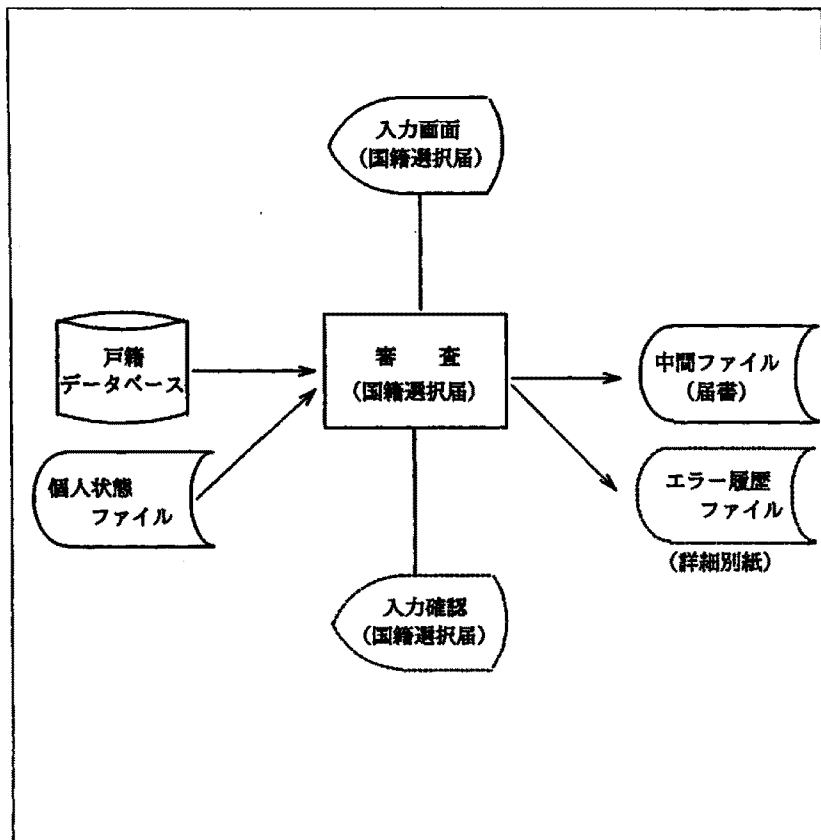 入力画面
（国籍選択届）
戸籍
データベース
審　査
（国籍選択届）
中間ファイル
（届書）
個人状態
ファイル
エラー履歴
ファイル
（詳細別紙）
入力確認
（国籍選択届）